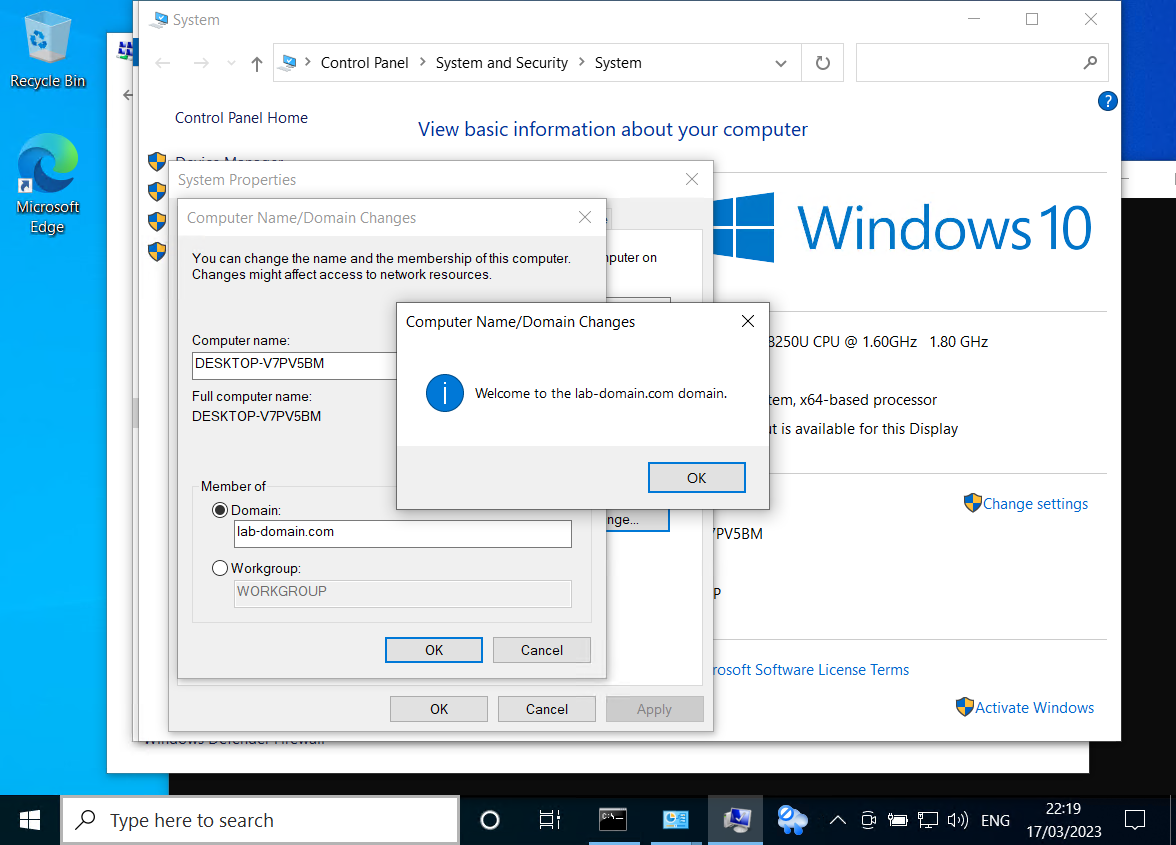 Recycle Bin
Microsoft
Edge
System
Control Panel
System and Security
System
Control Panel Home
View basic information about your computer
?
Device Manager
System Properties
Computer Name/Domain Changes
You can change the name and the membership of this computer.
Changes might affect access to network resources.
on
Windows 10
Computer name:
DESKTOP-V7PV5BM
Full computer name:
DESKTOP-V7PV5BM
Computer Name/Domain Changes
Welcome to the lab-domain.com domain.
OK
8250U CPU @ 1.60GHz 1.80 GHz
x64-based processor
is available for this Display
Member of
Domain:
lab-domain.com
Workgroup:
WORKGROUP
OK
Cancel
nge...
Change settings
PV5BM
P
rosoft Software License Terms
Activate Windows
OK
Cancel
Apply
Windows Defender Firewall
Type here to search
C:\_
ENG
22:19
17/03/2023